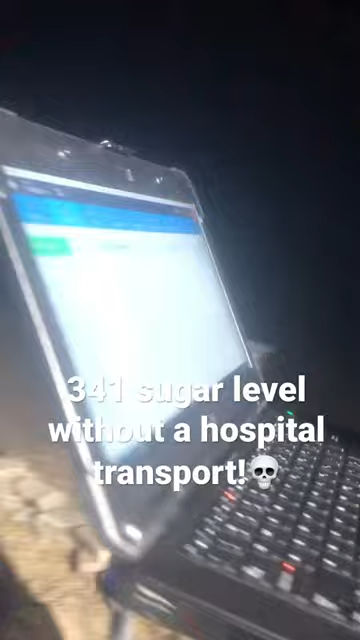 341 sugar level
without a hospital
transport!💀